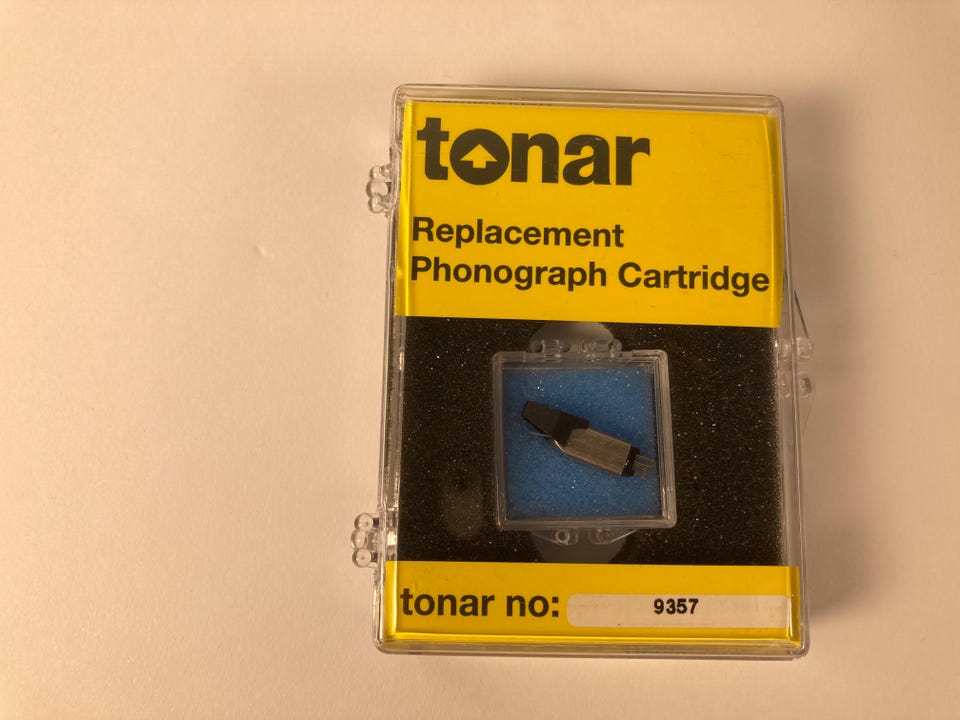 tonar
Replacement
Phonograph Cartridge
tonar no: 9357